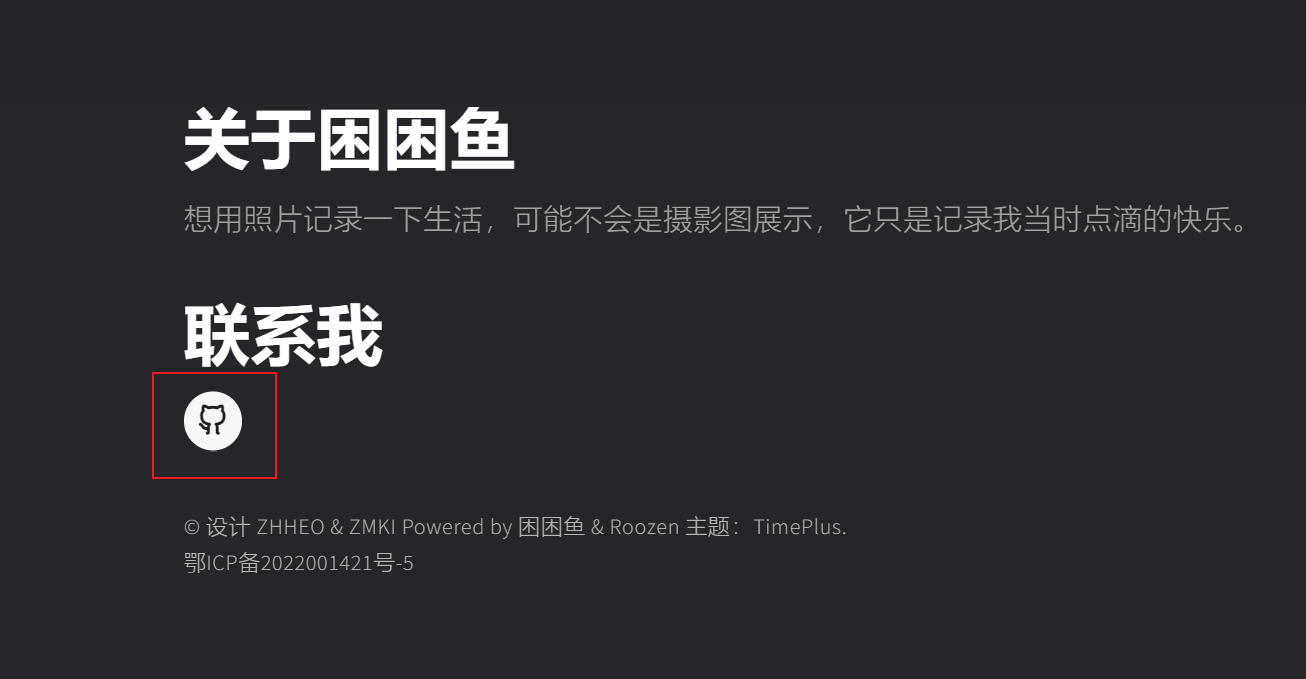 关于困困鱼
想用照片记录一下生活，可能不会是摄影图展示，它只是记录我当时点滴的快乐。
联系我
© 设计 ZHHEO & ZMKI Powered by 困困鱼 & Roozen 主题：TimePlus.
鄂ICP备2022001421号-5